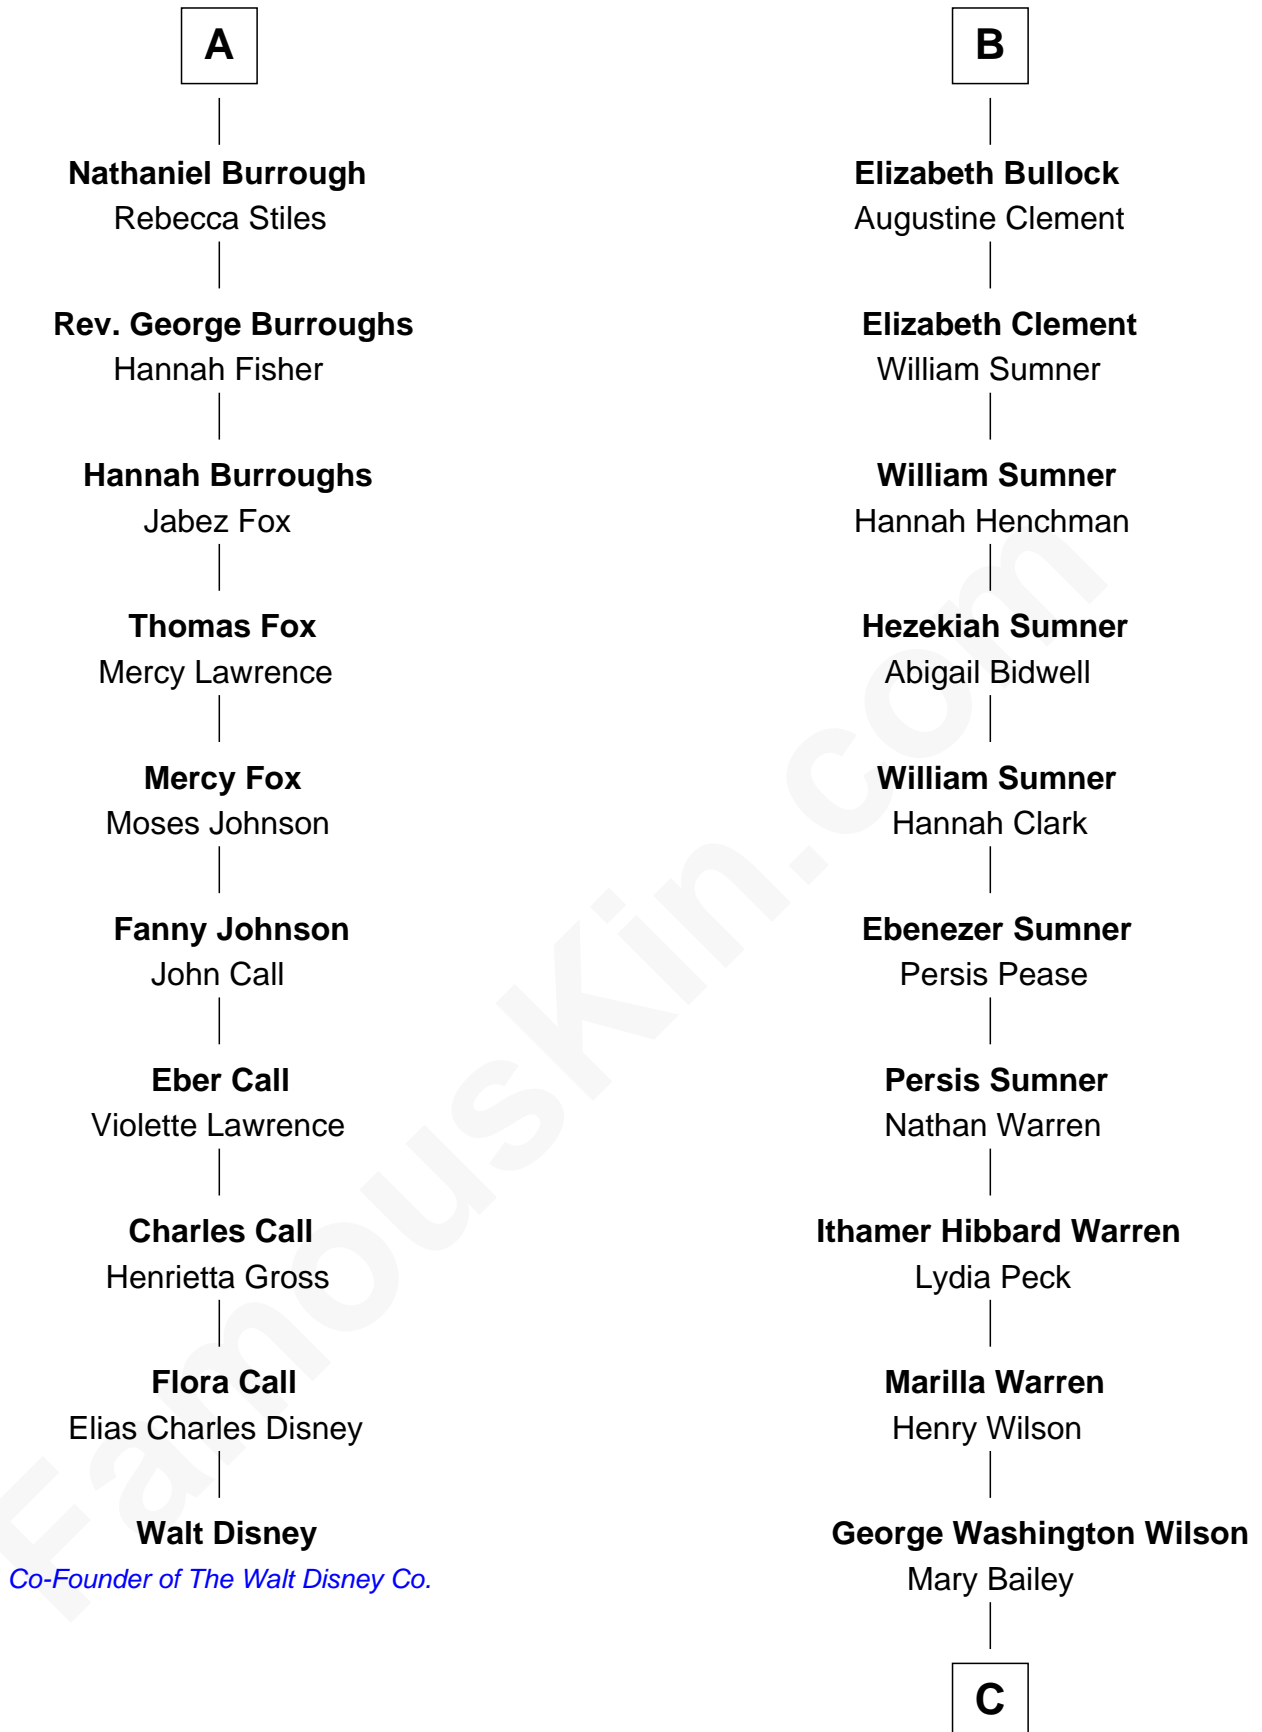 A
Nathaniel Burrough
Rebecca Stiles
Rev. George Burroughs
Hannah Fisher
Hannah Burroughs
Jabez Fox
Thomas Fox
Mercy Lawrence
Mercy Fox
Moses Johnson
Fanny Johnson
John Call
Eber Call
Violette Lawrence
Charles Call
Henrietta Gross
Flora Call
Elias Charles Disney
Walt Disney
Co-Founder of The Walt Disney Co.
B
Elizabeth Bullock
Augustine Clement
Elizabeth Clement
William Sumner
William Sumner
Hannah Henchman
Hezekiah Sumner
Abigail Bidwell
William Sumner
Hannah Clark
Ebenezer Sumner
Persis Pease
Persis Sumner
Nathan Warren
Ithamer Hibbard Warren
Lydia Peck
Marilla Warren
Henry Wilson
George Washington Wilson
Mary Bailey
C
FamousKin.com